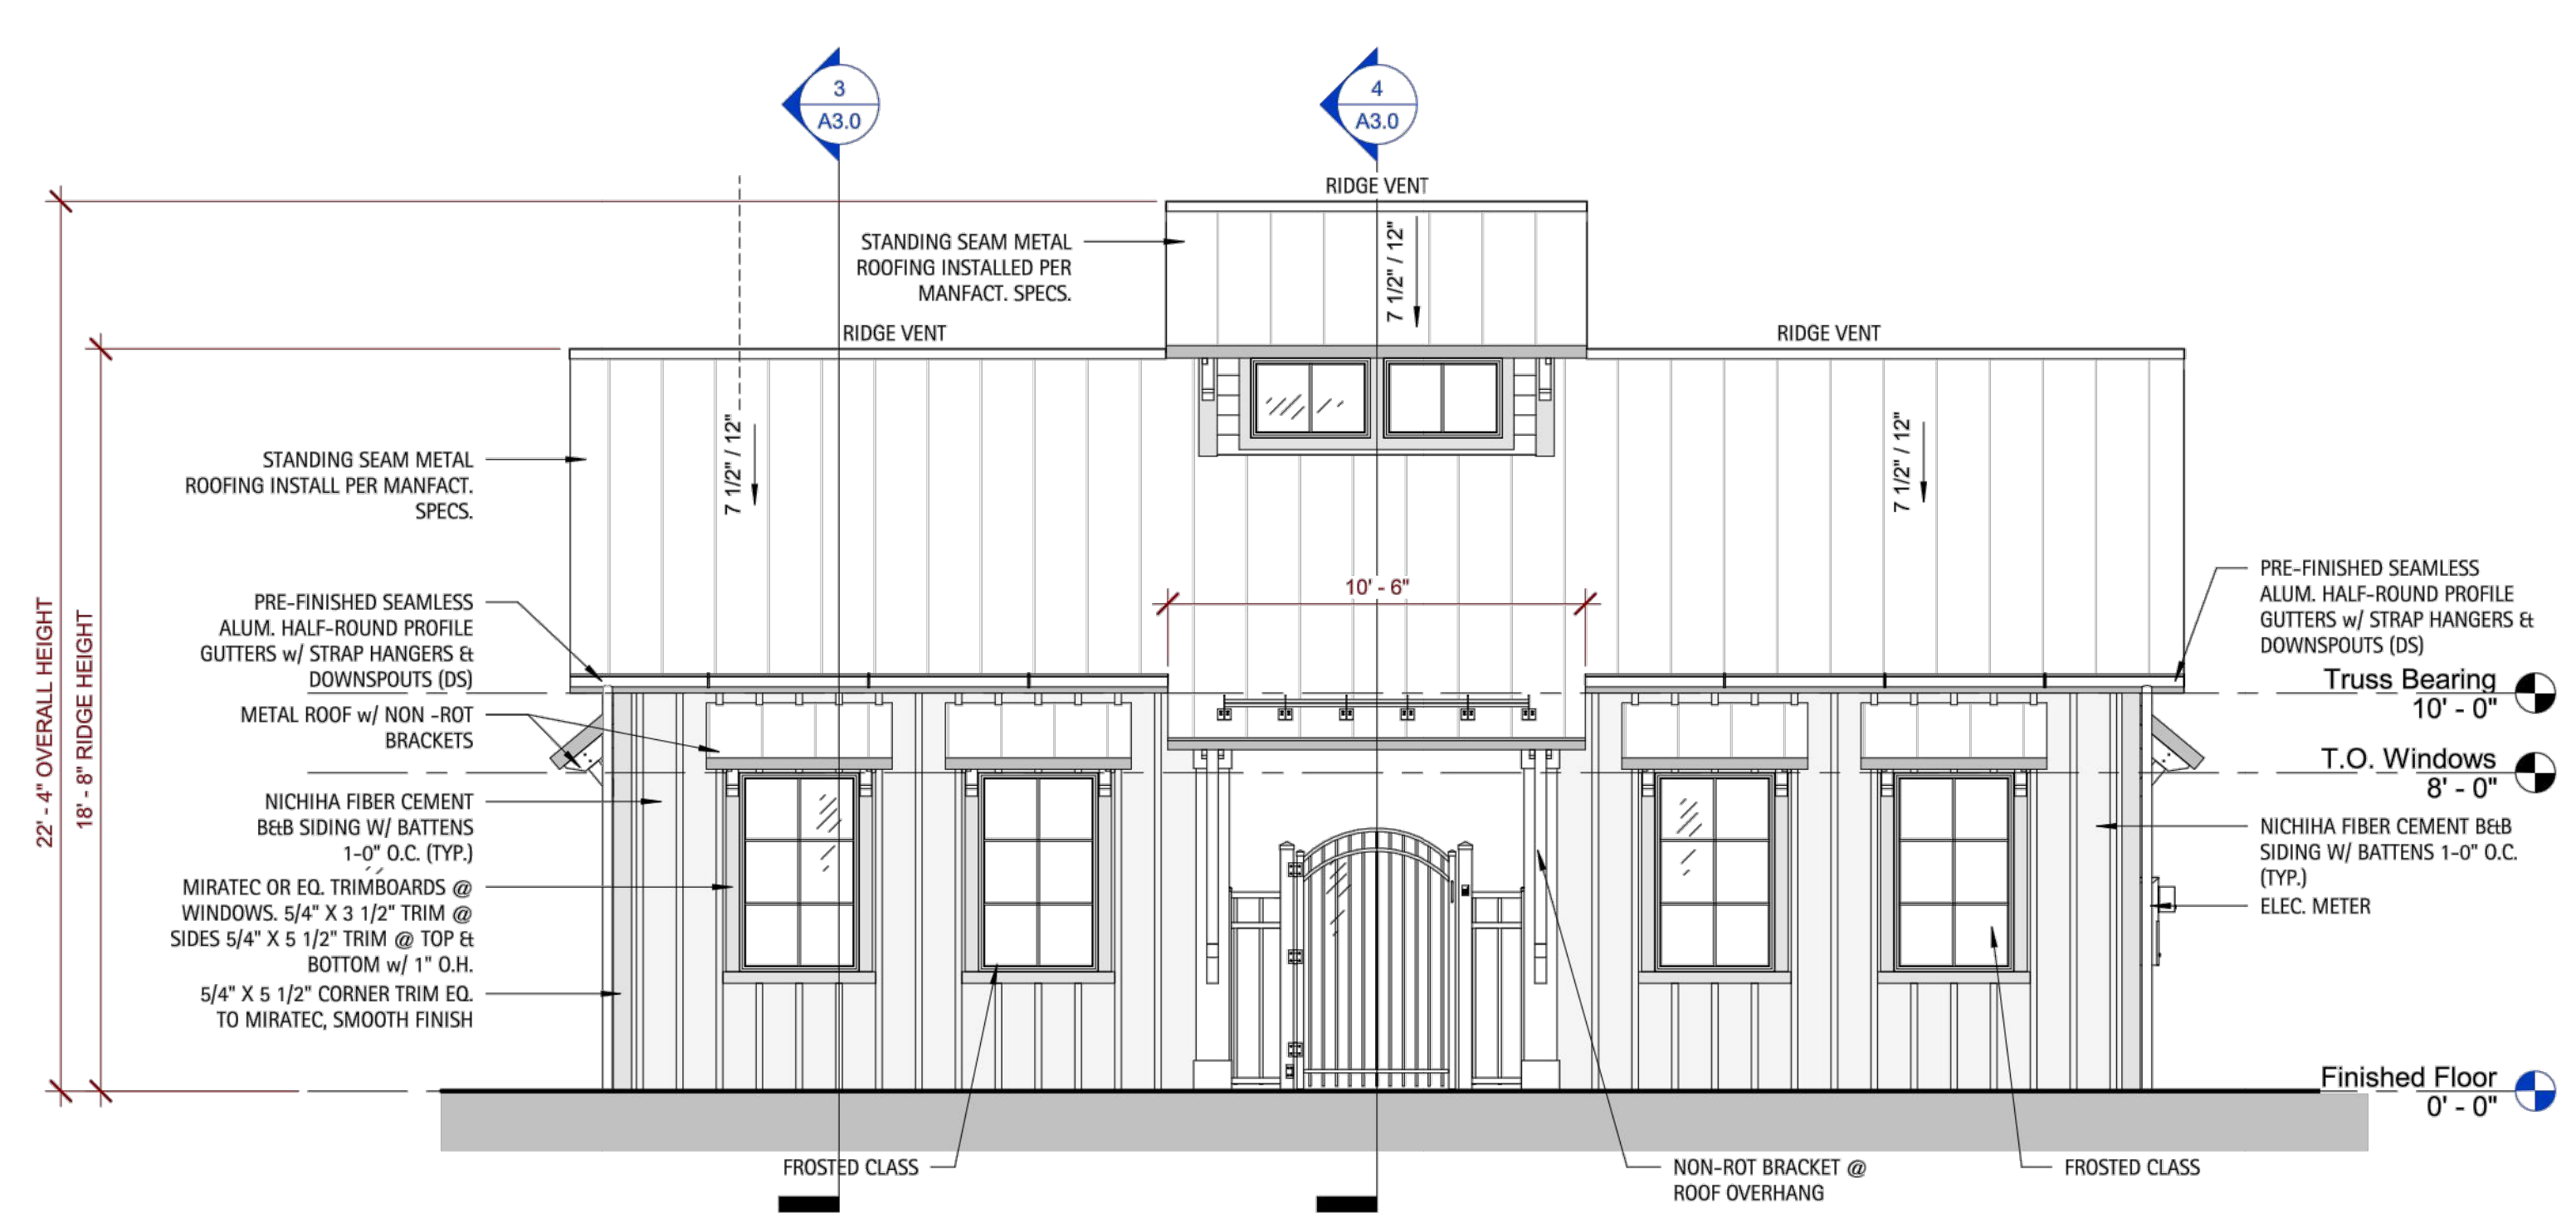 3
A3.0
4
A3.0
RIDGE VENT
STANDING SEAM METAL
ROOFING INSTALLED PER
MANFACT. SPECS.
7 1/2" / 12"
RIDGE VENT
RIDGE VENT
7 1/2" / 12"
7 1/2" / 12"
STANDING SEAM METAL
ROOFING INSTALL PER MANFACT.
SPECS.
10' - 6"
22' - 4" OVERALL HEIGHT
18' - 8" RIDGE HEIGHT
PRE-FINISHED SEAMLESS
ALUM. HALF-ROUND PROFILE
GUTTERS w/ STRAP HANGERS &
DOWNSPOUTS (DS)
METAL ROOF w/ NON -ROT
BRACKETS
NICHIHA FIBER CEMENT
B&B SIDING W/ BATTENS
1-0" O.C. (TYP.)
MIRATEC OR EQ. TRIMBOARDS @
WINDOWS. 5/4" X 3 1/2" TRIM @
SIDES 5/4" X 5 1/2" TRIM @ TOP &
BOTTOM w/ 1" O.H.
5/4" X 5 1/2" CORNER TRIM EQ.
TO MIRATEC, SMOOTH FINISH
PRE-FINISHED SEAMLESS
ALUM. HALF-ROUND PROFILE
GUTTERS w/ STRAP HANGERS &
DOWNSPOUTS (DS)
Truss Bearing
10' - 0"
T.O. Windows
8' - 0"
NICHIHA FIBER CEMENT B&B
SIDING W/ BATTENS 1-0" O.C.
(TYP.)
ELEC. METER
Finished Floor
0' - 0"
FROSTED CLASS
NON-ROT BRACKET @
ROOF OVERHANG
FROSTED CLASS